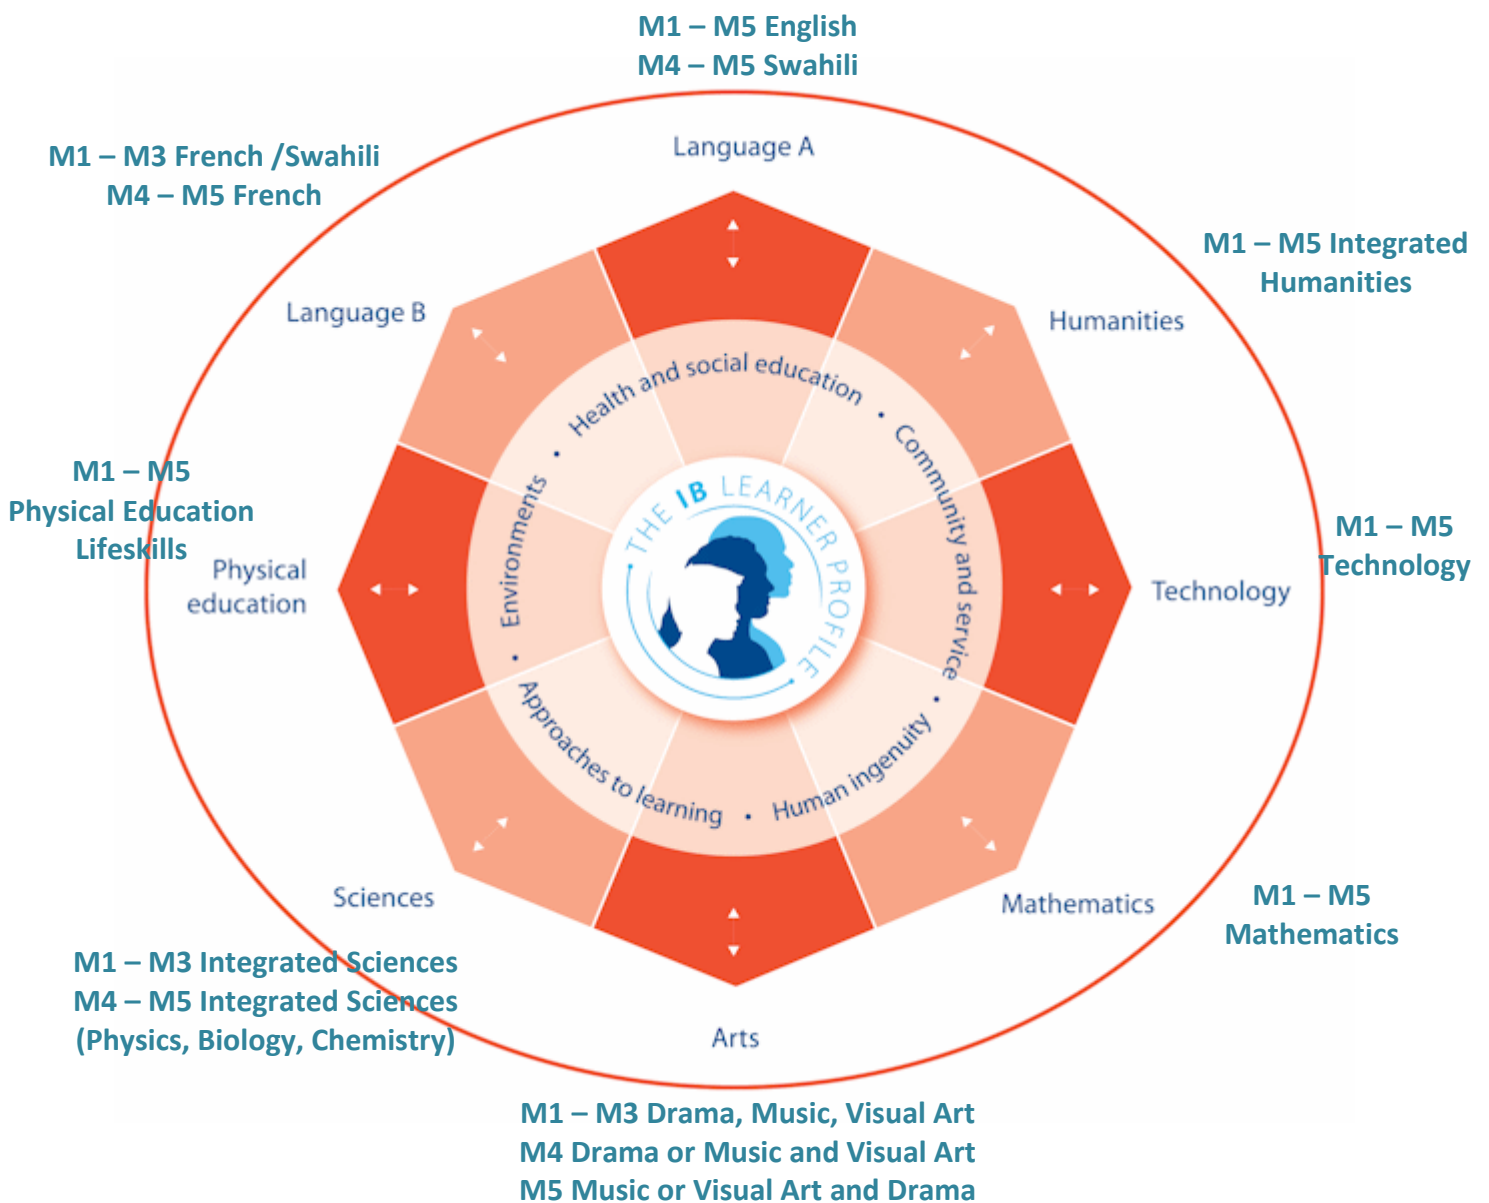 M1 – M5 English
M4 – M5 Swahili
Language A
M1 – M3 French /Swahili
M4 – M5 French
Language B
M1 – M5 Integrated
Humanities
Humanities
Health and social education
•
Community and service
•
Human ingenuity
•
Approaches to learning
•
Environments
•
THE IB LEARNER PROFILE
M1 – M5
Physical Education
Lifeskills
Physical
education
M1 – M5
Technology
Technology
Sciences
M1 – M3 Integrated Sciences
M4 – M5 Integrated Sciences
(Physics, Biology, Chemistry)
Mathematics
M1 – M5
Mathematics
Arts
M1 – M3 Drama, Music, Visual Art
M4 Drama or Music and Visual Art
M5 Music or Visual Art and Drama